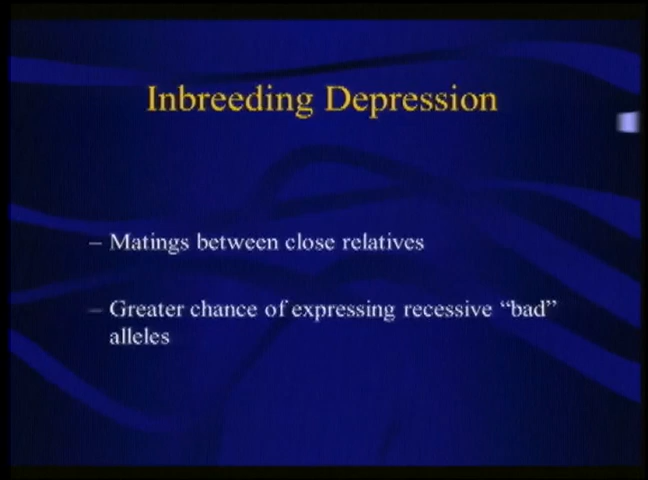 Inbreeding Depression
– Matings between close relatives
– Greater chance of expressing recessive “bad”
alleles